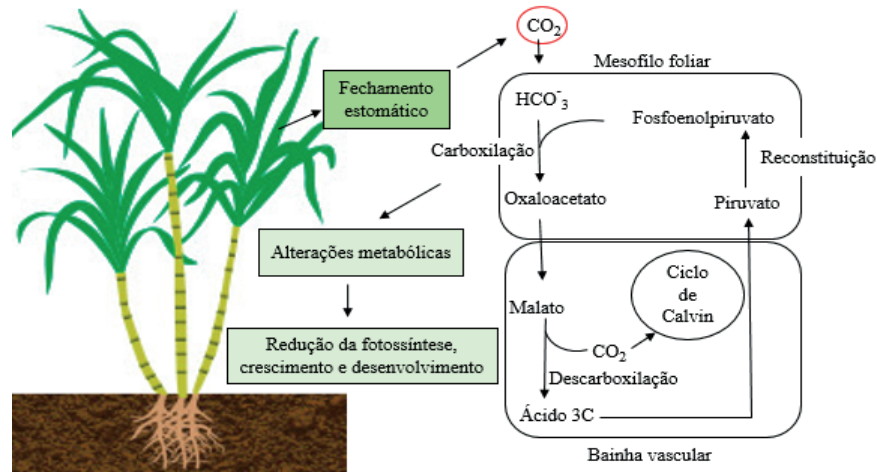 CO2
Mesofilo foliar
Fechamento
estomático
HCO-3
Fosfoenolpiruvato
Carboxilação
Reconstituição
Oxaloacetato
Piruvato
Alterações metabólicas
Ciclo
de
Calvin
Malato
CO2
Redução da fotossíntese,
crescimento e desenvolvimento
Descarboxilação
Ácido 3C
Bainha vascular